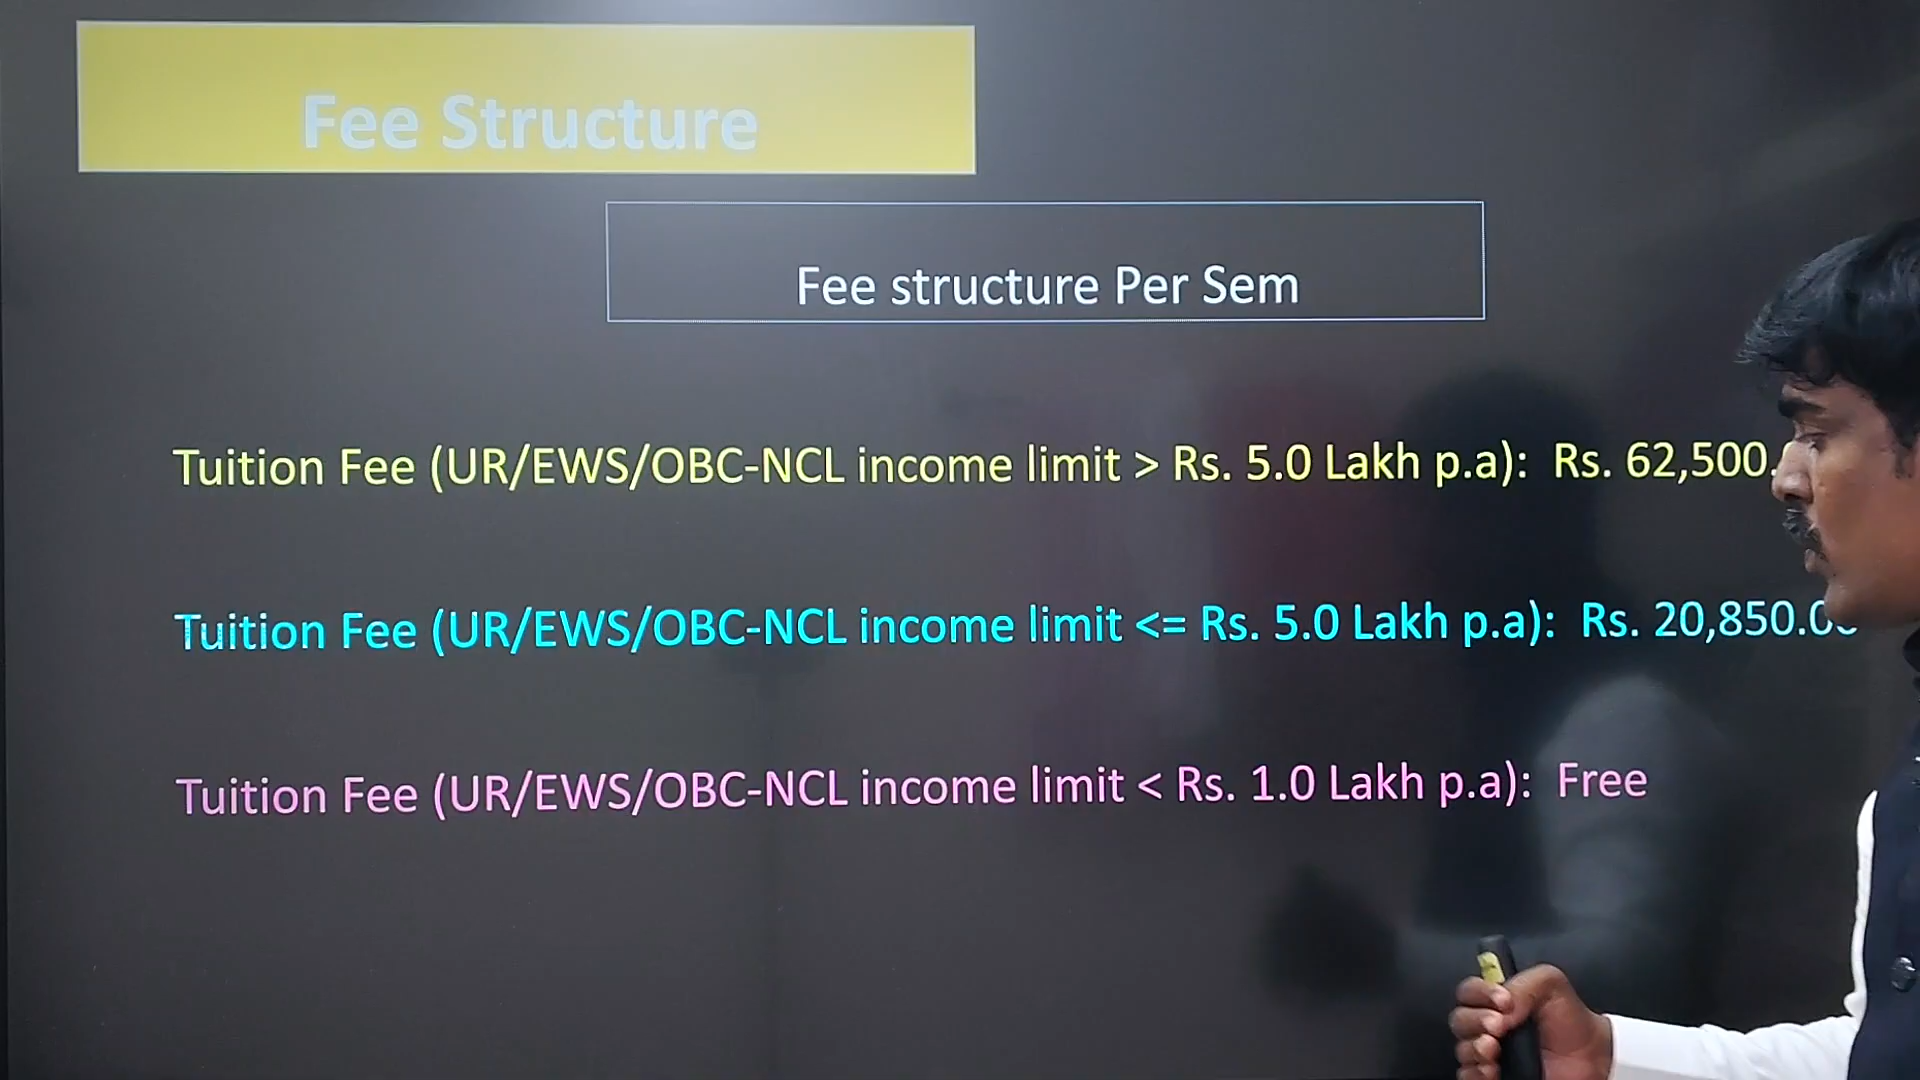 Fee Structure
Fee structure Per Sem
Tuition Fee (UR/EWS/OBC-NCL income limit > Rs. 5.0 Lakh p.a): Rs. 62,500.
Tuition Fee (UR/EWS/OBC-NCL income limit <= Rs. 5.0 Lakh p.a): Rs. 20,850.00
Tuition Fee (UR/EWS/OBC-NCL income limit < Rs. 1.0 Lakh p.a): Free